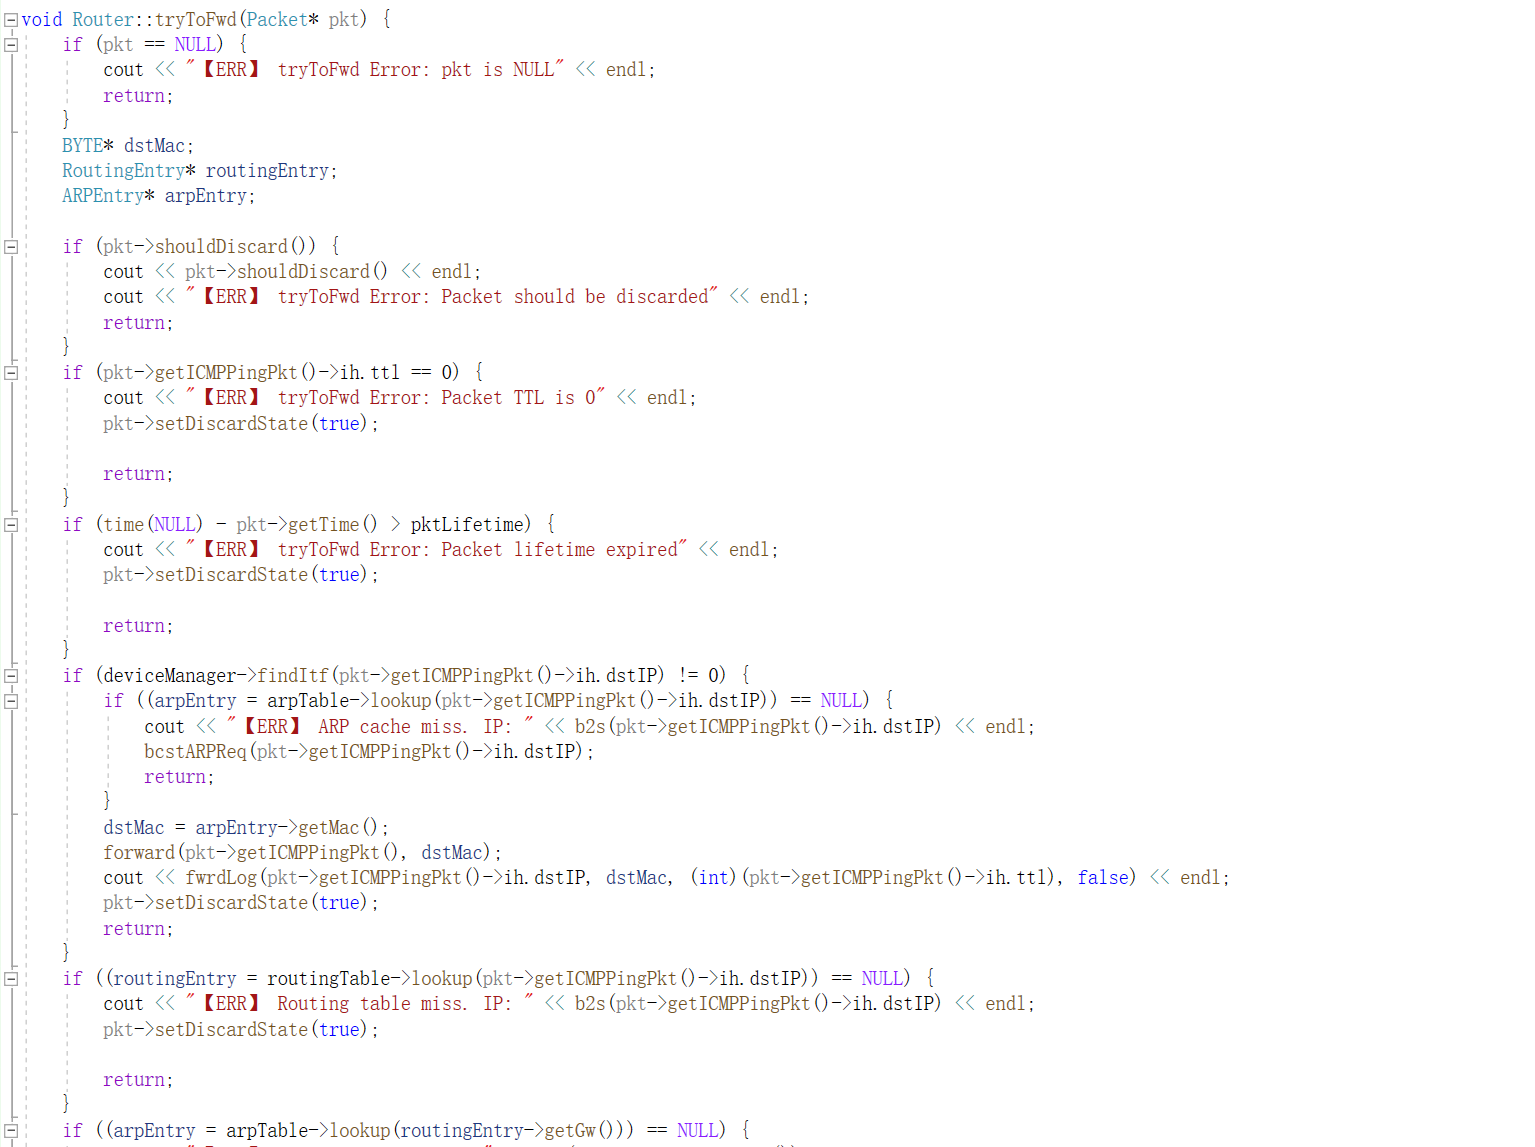 void Router::tryToFwd(Packet* pkt) {
    if (pkt == NULL) {
        cout << "【ERR】 tryToFwd Error: pkt is NULL" << endl;
        return;
    }
    BYTE* dstMac;
    RoutingEntry* routingEntry;
    ARPEntry* arpEntry;

    if (pkt->shouldDiscard()) {
        cout << pkt->shouldDiscard() << endl;
        cout << "【ERR】 tryToFwd Error: Packet should be discarded" << endl;
        return;
    }
    if (pkt->getICMPPingPkt()->ih.ttl == 0) {
        cout << "【ERR】 tryToFwd Error: Packet TTL is 0" << endl;
        pkt->setDiscardState(true);

        return;
    }
    if (time(NULL) - pkt->getTime() > pktLifetime) {
        cout << "【ERR】 tryToFwd Error: Packet lifetime expired" << endl;
        pkt->setDiscardState(true);

        return;
    }
    if (deviceManager->findItf(pkt->getICMPPingPkt()->ih.dstIP) != 0) {
        if ((arpEntry = arpTable->lookup(pkt->getICMPPingPkt()->ih.dstIP)) == NULL) {
            cout << "【ERR】 ARP cache miss. IP: " << b2s(pkt->getICMPPingPkt()->ih.dstIP) << endl;
            bcstARPReq(pkt->getICMPPingPkt()->ih.dstIP);
            return;
        }
        dstMac = arpEntry->getMac();
        forward(pkt->getICMPPingPkt(), dstMac);
        cout << fwrdLog(pkt->getICMPPingPkt()->ih.dstIP, dstMac, (int)(pkt->getICMPPingPkt()->ih.ttl), false) << endl;
        pkt->setDiscardState(true);
        return;
    }
    if ((routingEntry = routingTable->lookup(pkt->getICMPPingPkt()->ih.dstIP)) == NULL) {
        cout << "【ERR】 Routing table miss. IP: " << b2s(pkt->getICMPPingPkt()->ih.dstIP) << endl;
        pkt->setDiscardState(true);

        return;
    }
    if ((arpEntry = arpTable->lookup(routingEntry->getGw())) == NULL) {